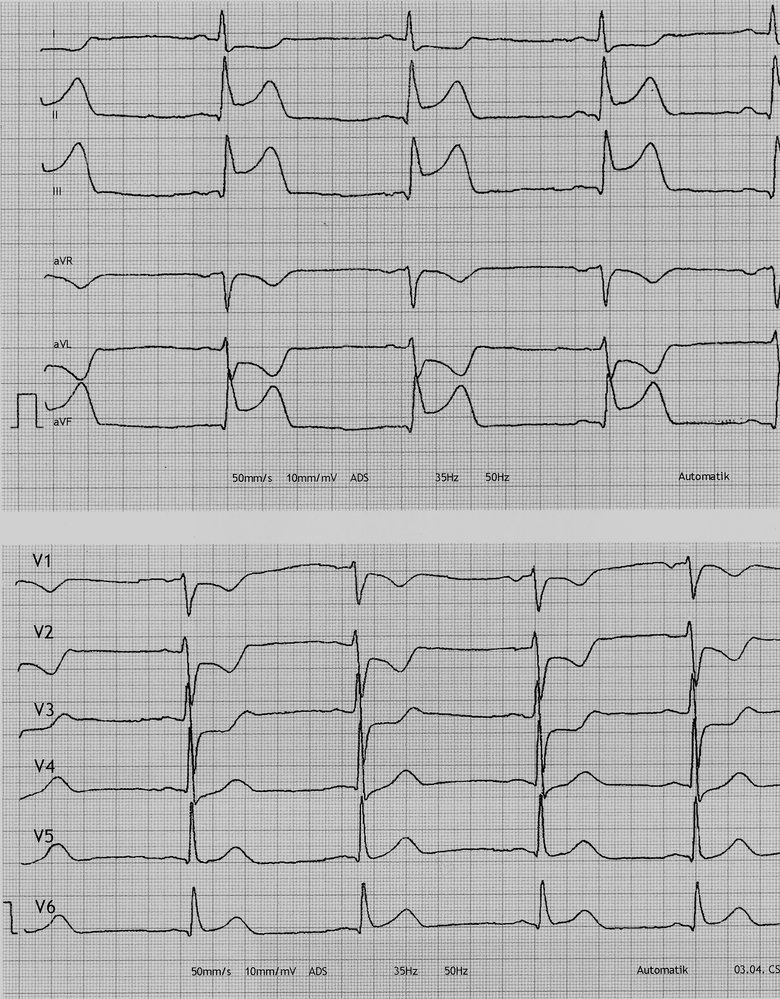 I
II
III
aVR
aVL
aVF
50mm/s 10mm/mV ADS 35Hz 50Hz Automatik
V1
V2
V3
V4
V5
V6
50mm/s 10mm/mV ADS 35Hz 50Hz Automatik 03.04. CS